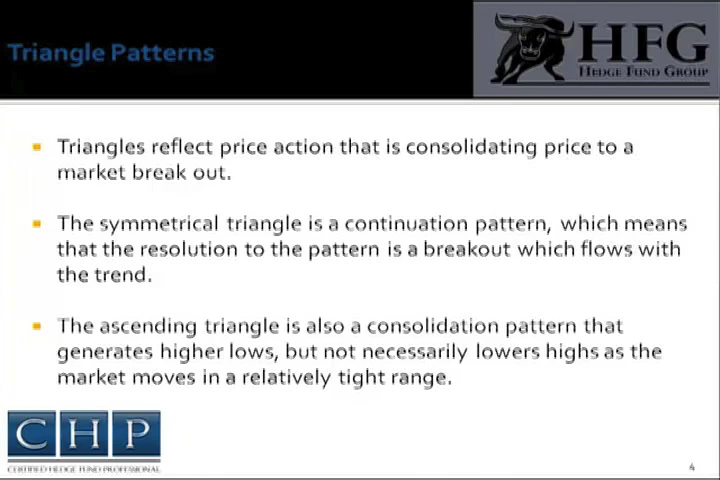 Triangle Patterns
HFG
HEDGE FUND GROUP
Triangles reflect price action that is consolidating price to a
market break out.
The symmetrical triangle is a continuation pattern, which means
that the resolution to the pattern is a breakout which flows with
the trend.
The ascending triangle is also a consolidation pattern that
generates higher lows, but not necessarily lowers highs as the
market moves in a relatively tight range.
CHP
CERTIFIED HEDGE FUND PROFESSIONAL
4